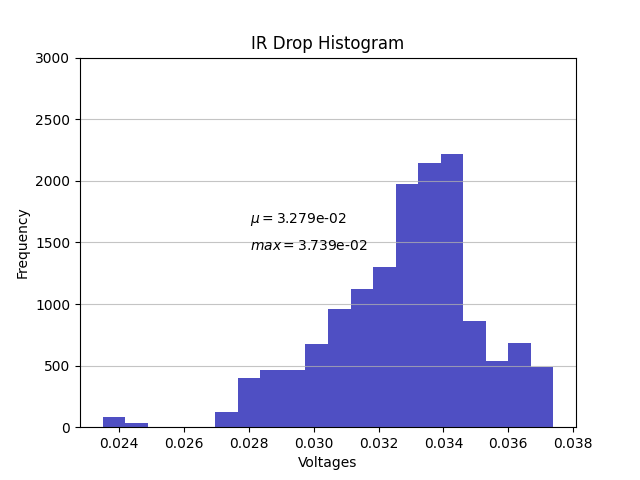 IR Drop Histogram
3000
2500
2000
1500
1000
500
0
Frequency
μ = 3.279e-02
max = 3.739e-02
0.024 0.026 0.028 0.030 0.032 0.034 0.036 0.038
Voltages